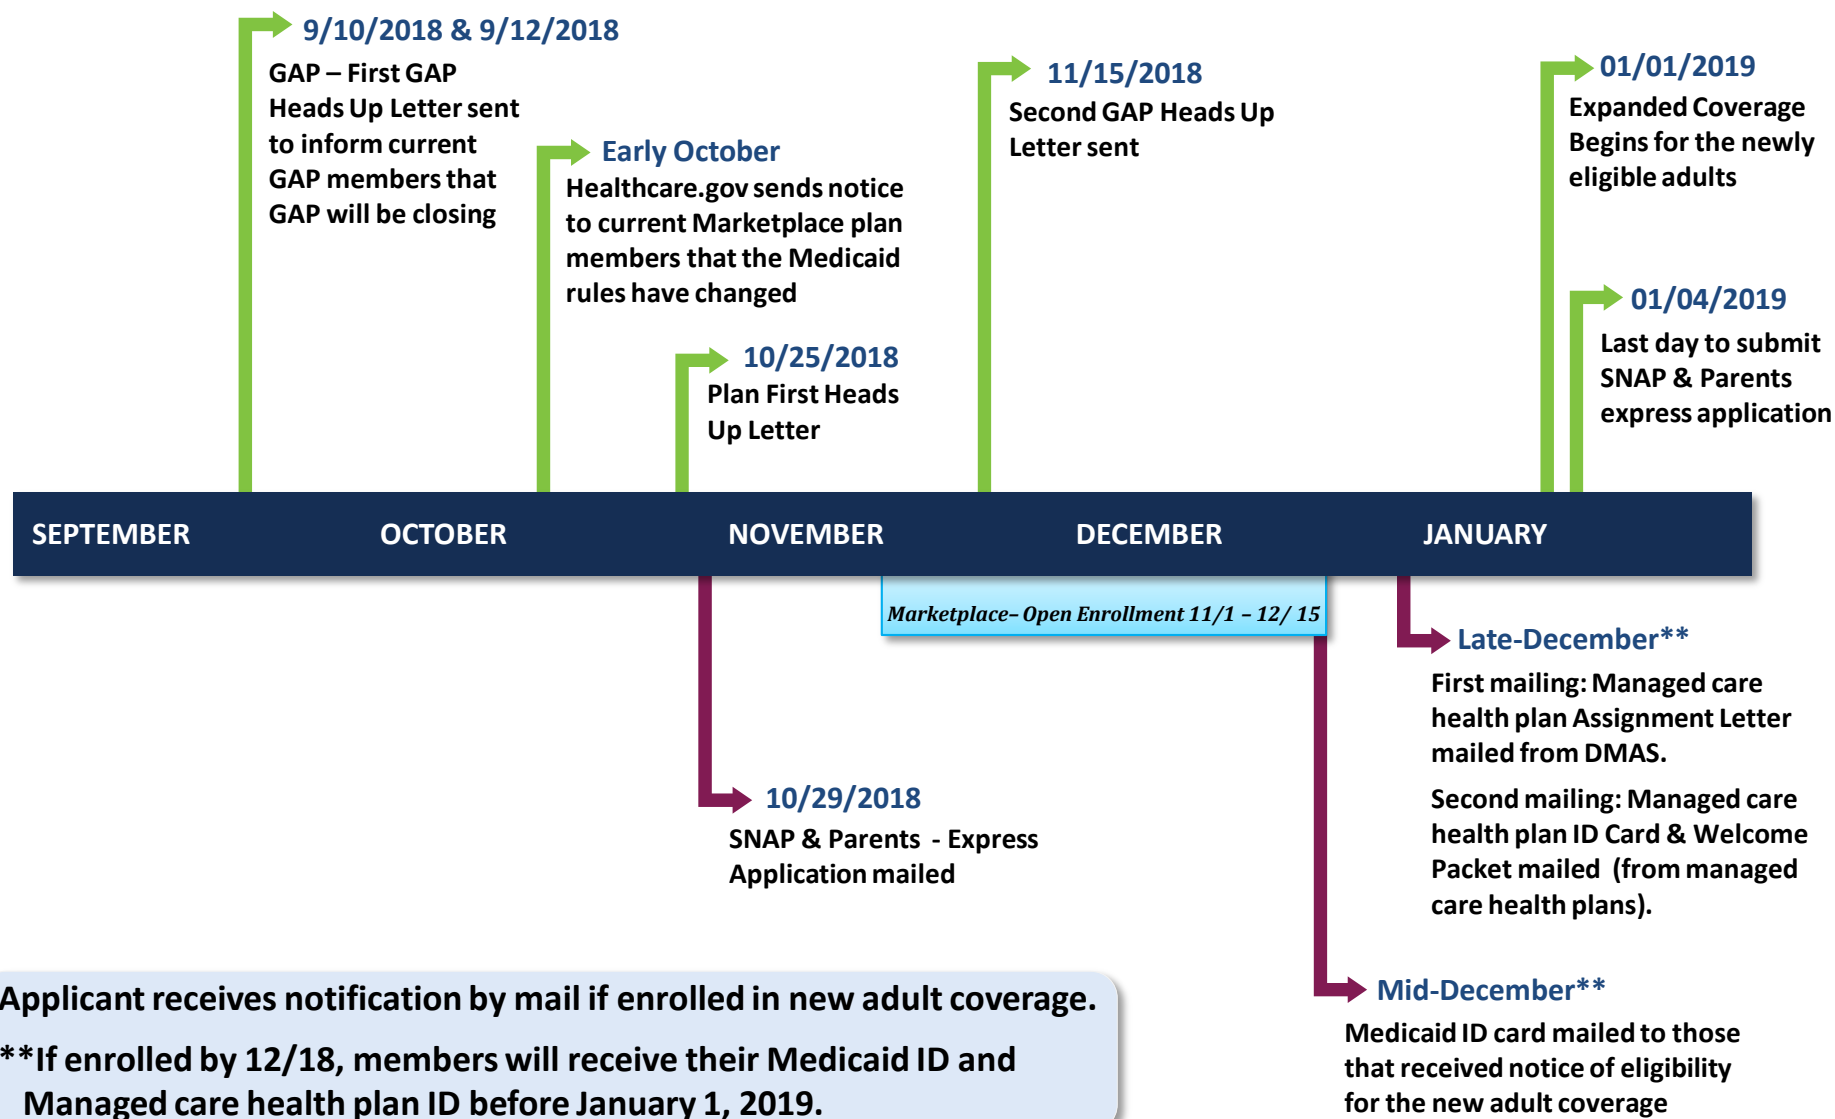 9/10/2018 & 9/12/2018
GAP – First GAP
Heads Up Letter sent
to inform current
GAP members that
GAP will be closing
Early October
Healthcare.gov sends notice
to current Marketplace plan
members that the Medicaid
rules have changed
10/25/2018
Plan First Heads
Up Letter
11/15/2018
Second GAP Heads Up
Letter sent
01/01/2019
Expanded Coverage
Begins for the newly
eligible adults
01/04/2019
Last day to submit
SNAP & Parents
express application
SEPTEMBER OCTOBER NOVEMBER DECEMBER JANUARY
Marketplace– Open Enrollment 11/1 – 12/ 15
10/29/2018
SNAP & Parents - Express
Application mailed
Late-December**
First mailing: Managed care
health plan Assignment Letter
mailed from DMAS.
Second mailing: Managed care
health plan ID Card & Welcome
Packet mailed (from managed
care health plans).
Mid-December**
Medicaid ID card mailed to those
that received notice of eligibility
for the new adult coverage
Applicant receives notification by mail if enrolled in new adult coverage.
**If enrolled by 12/18, members will receive their Medicaid ID and
Managed care health plan ID before January 1, 2019.